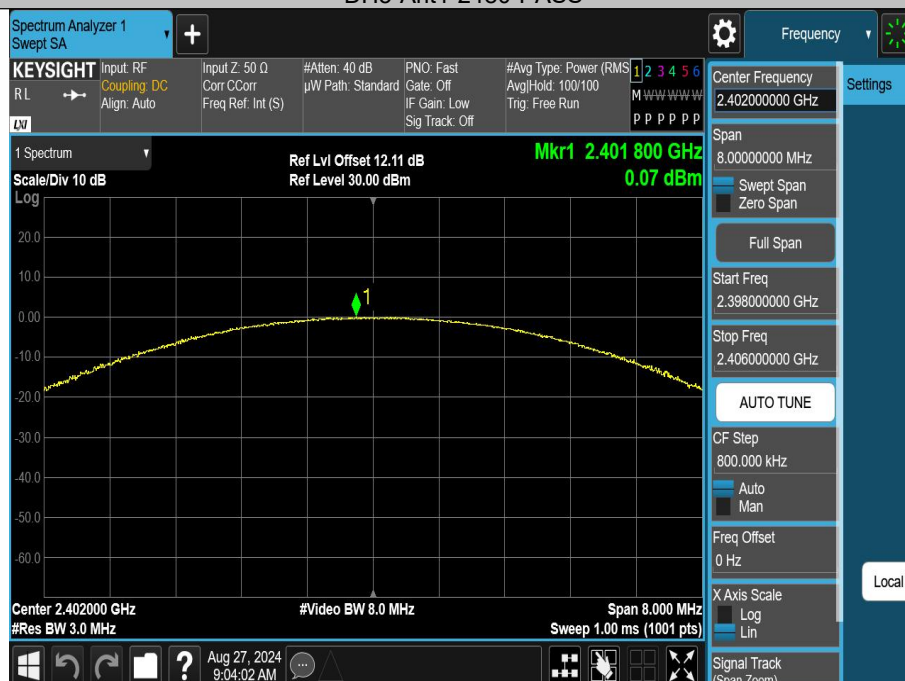 Spectrum Analyzer 1
Swept SA
Frequency
KEYSIGHT
RL
LXI
Input: RF
Coupling: DC
Align: Auto
Input Z: 50 Ω
Corr CCorr
Freq Ref: Int (S)
#Atten: 40 dB
µW Path: Standard
PNO: Fast
Gate: Off
IF Gain: Low
Sig Track: Off
#Avg Type: Power (RMS
Avg|Hold: 100/100
Trig: Free Run
1 2 3 4 5 6
M W W W W W
P P P P P P
Center Frequency
2.402000000 GHz
Settings
1 Spectrum
Scale/Div 10 dB
Log
Ref Lvl Offset 12.11 dB
Ref Level 30.00 dBm
Mkr1 2.401 800 GHz
0.07 dBm
Span
8.00000000 MHz
Swept Span
Zero Span
Full Span
Start Freq
2.398000000 GHz
Stop Freq
2.406000000 GHz
AUTO TUNE
CF Step
800.000 kHz
Auto
Man
Freq Offset
0 Hz
X Axis Scale
Log
Lin
Signal Track
(Span Zoom)
Local
20.0
10.0
1
0.00
-10.0
-20.0
-30.0
-40.0
-50.0
-60.0
Center 2.402000 GHz
#Res BW 3.0 MHz
#Video BW 8.0 MHz
Span 8.000 MHz
Sweep 1.00 ms (1001 pts)
?
Aug 27, 2024
9:04:02 AM